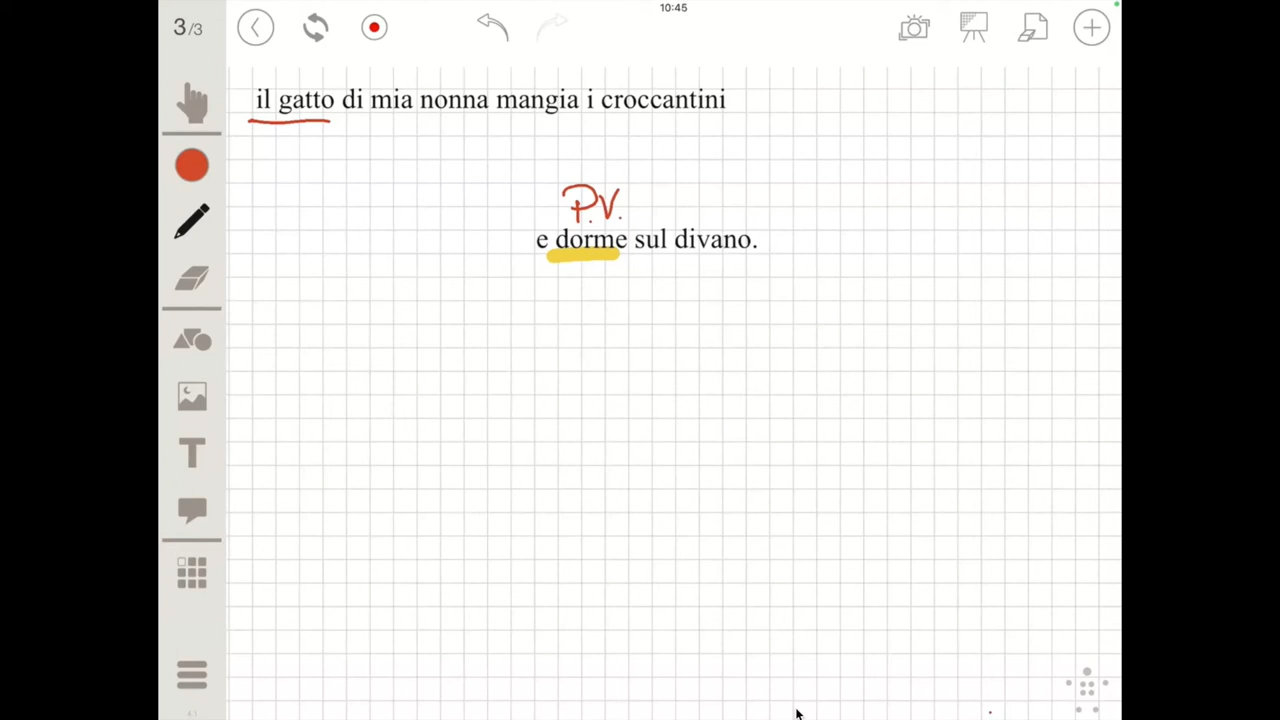 10:45
3/3
il gatto di mia nonna mangia i croccantini
P.V.
e dorme sul divano.
T